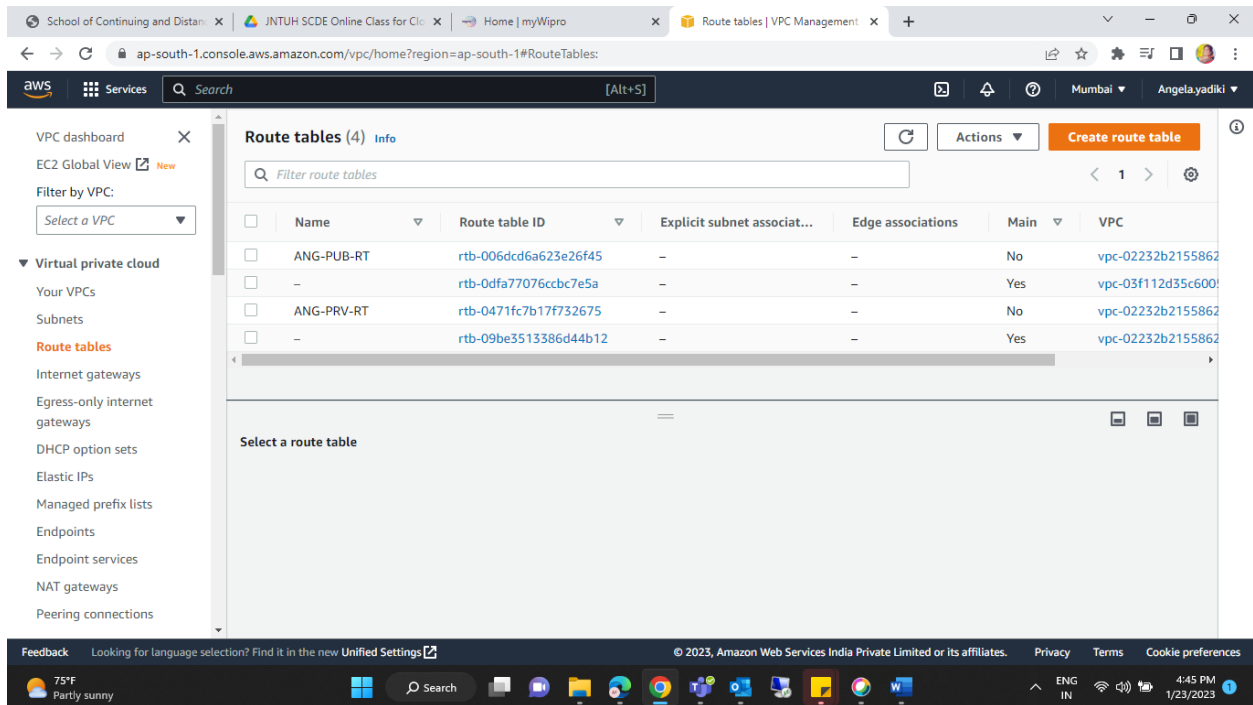 School of Continuing and Distanc
JNTUH SCDE Online Class for Clo
Home | myWipro
Route tables | VPC Management
ap-south-1.console.aws.amazon.com/vpc/home?region=ap-south-1#RouteTables:
aws
Services
Search
[Alt+S]
Mumbai
Angela.yadiki
VPC dashboard
EC2 Global View New
Filter by VPC:
Select a VPC
Virtual private cloud
Your VPCs
Subnets
Route tables
Internet gateways
Egress-only internet
gateways
DHCP option sets
Elastic IPs
Managed prefix lists
Endpoints
Endpoint services
NAT gateways
Peering connections
Route tables (4) Info
Actions
Create route table
Filter route tables
1
Name Route table ID Explicit subnet associat... Edge associations Main VPC
ANG-PUB-RT rtb-006dcd6a623e26f45 – – No vpc-02232b2155862
– rtb-0dfa77076ccbc7e5a – – Yes vpc-03f112d35c600
ANG-PRV-RT rtb-0471fc7b17f732675 – – No vpc-02232b2155862
– rtb-09be3513386d44b12 – – Yes vpc-02232b2155862
Select a route table
Feedback Looking for language selection? Find it in the new Unified Settings
© 2023, Amazon Web Services India Private Limited or its affiliates. Privacy Terms Cookie preferences
75°F
Partly sunny
Search
ENG
IN
4:45 PM
1/23/2023
1